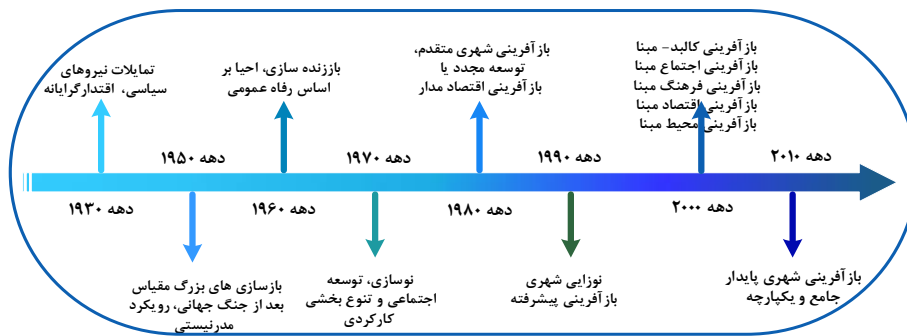 تمایلات نیروهای
سیاسی، اقتدارگرایانه
باززنده سازی، احیا بر
اساس رفاه عمومی
بازآفرینی شهری متقدم،
توسعه مجدد یا
بازآفرینی اقتصاد مدار
بازآفرینی کالبد- مبنا
بازآفرینی اجتماع مبنا
بازآفرینی فرهنگ مبنا
بازآفرینی اقتصاد مبنا
بازآفرینی محیط مبنا
دهه ۱۹۵۰
دهه ۱۹۷۰
دهه ۱۹۹۰
دهه ۲۰۱۰
دهه ۱۹۳۰
دهه ۱۹۶۰
دهه ۱۹۸۰
دهه ۲۰۰۰
بازسازی های بزرگ مقیاس
بعد از جنگ جهانی، رویکرد
مدرنیستی
نوسازی، توسعه
اجتماعی و تنوع بخشی
کارکردی
نوزایی شهری
بازآفرینی پیشرفته
بازآفرینی شهری پایدار
جامع و یکپارچه